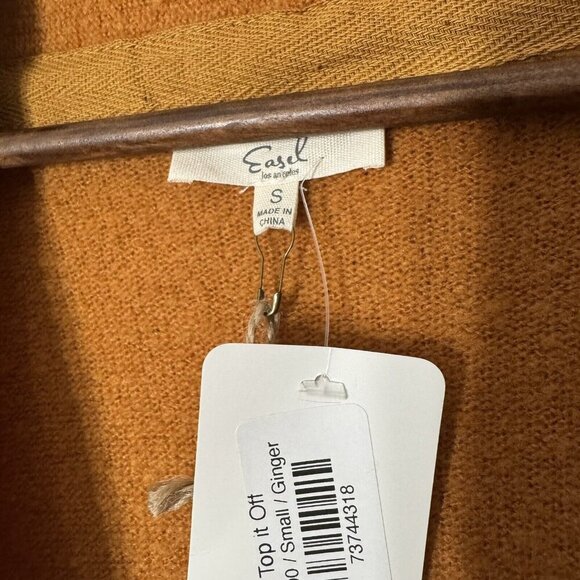 Easel
los angeles
S
MADE IN
CHINA
Top it Off
00 / Small / Ginger
73744318